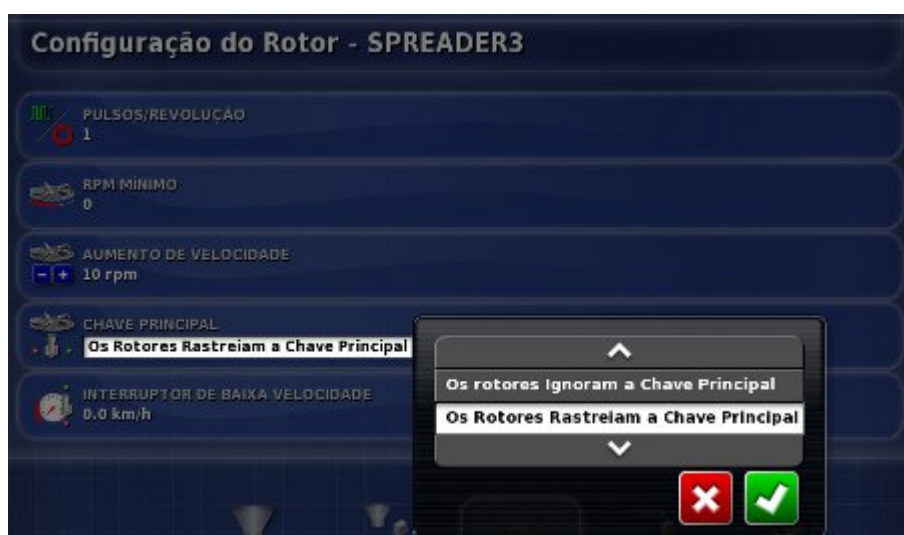 Configuração do Rotor - SPREADER3
PULSOS/REVOLUÇÃO
1
RPM MÍNIMO
0
AUMENTO DE VELOCIDADE
10 rpm
CHAVE PRINCIPAL
Os Rotores Rastreiam a Chave Principal
INTERRUPTOR DE BAIXA VELOCIDADE
0.0 km/h
Os rotores Ignoram a Chave Principal
Os Rotores Rastreiam a Chave Principal